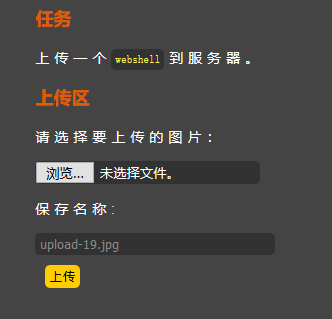 任务
上传一个 webshell 到服务器。
上传区
请选择要上传的图片：
浏览... 未选择文件。
保存名称:
upload-19.jpg
上传